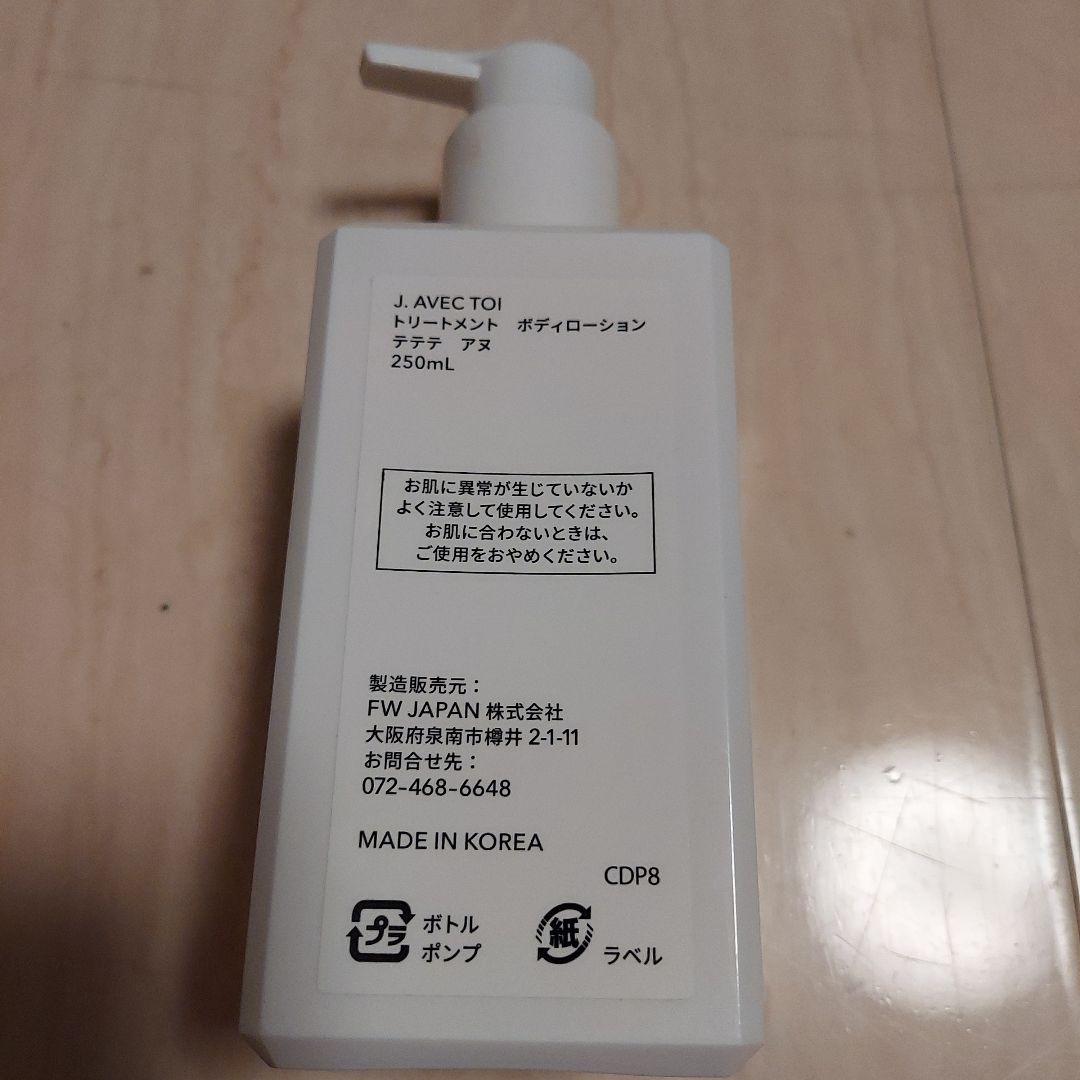 J. AVEC TOI
トリートメント　ボディローション
テテテ　アヌ
250mL
お肌に異常が生じていないか
よく注意して使用してください。
お肌に合わないときは、
ご使用をおやめください。
製造販売元：
FW JAPAN 株式会社
大阪府泉南市樽井 2-1-11
お問合せ先：
072-468-6648
MADE IN KOREA
CDP8
プラ ボトル
ポンプ
紙 ラベル